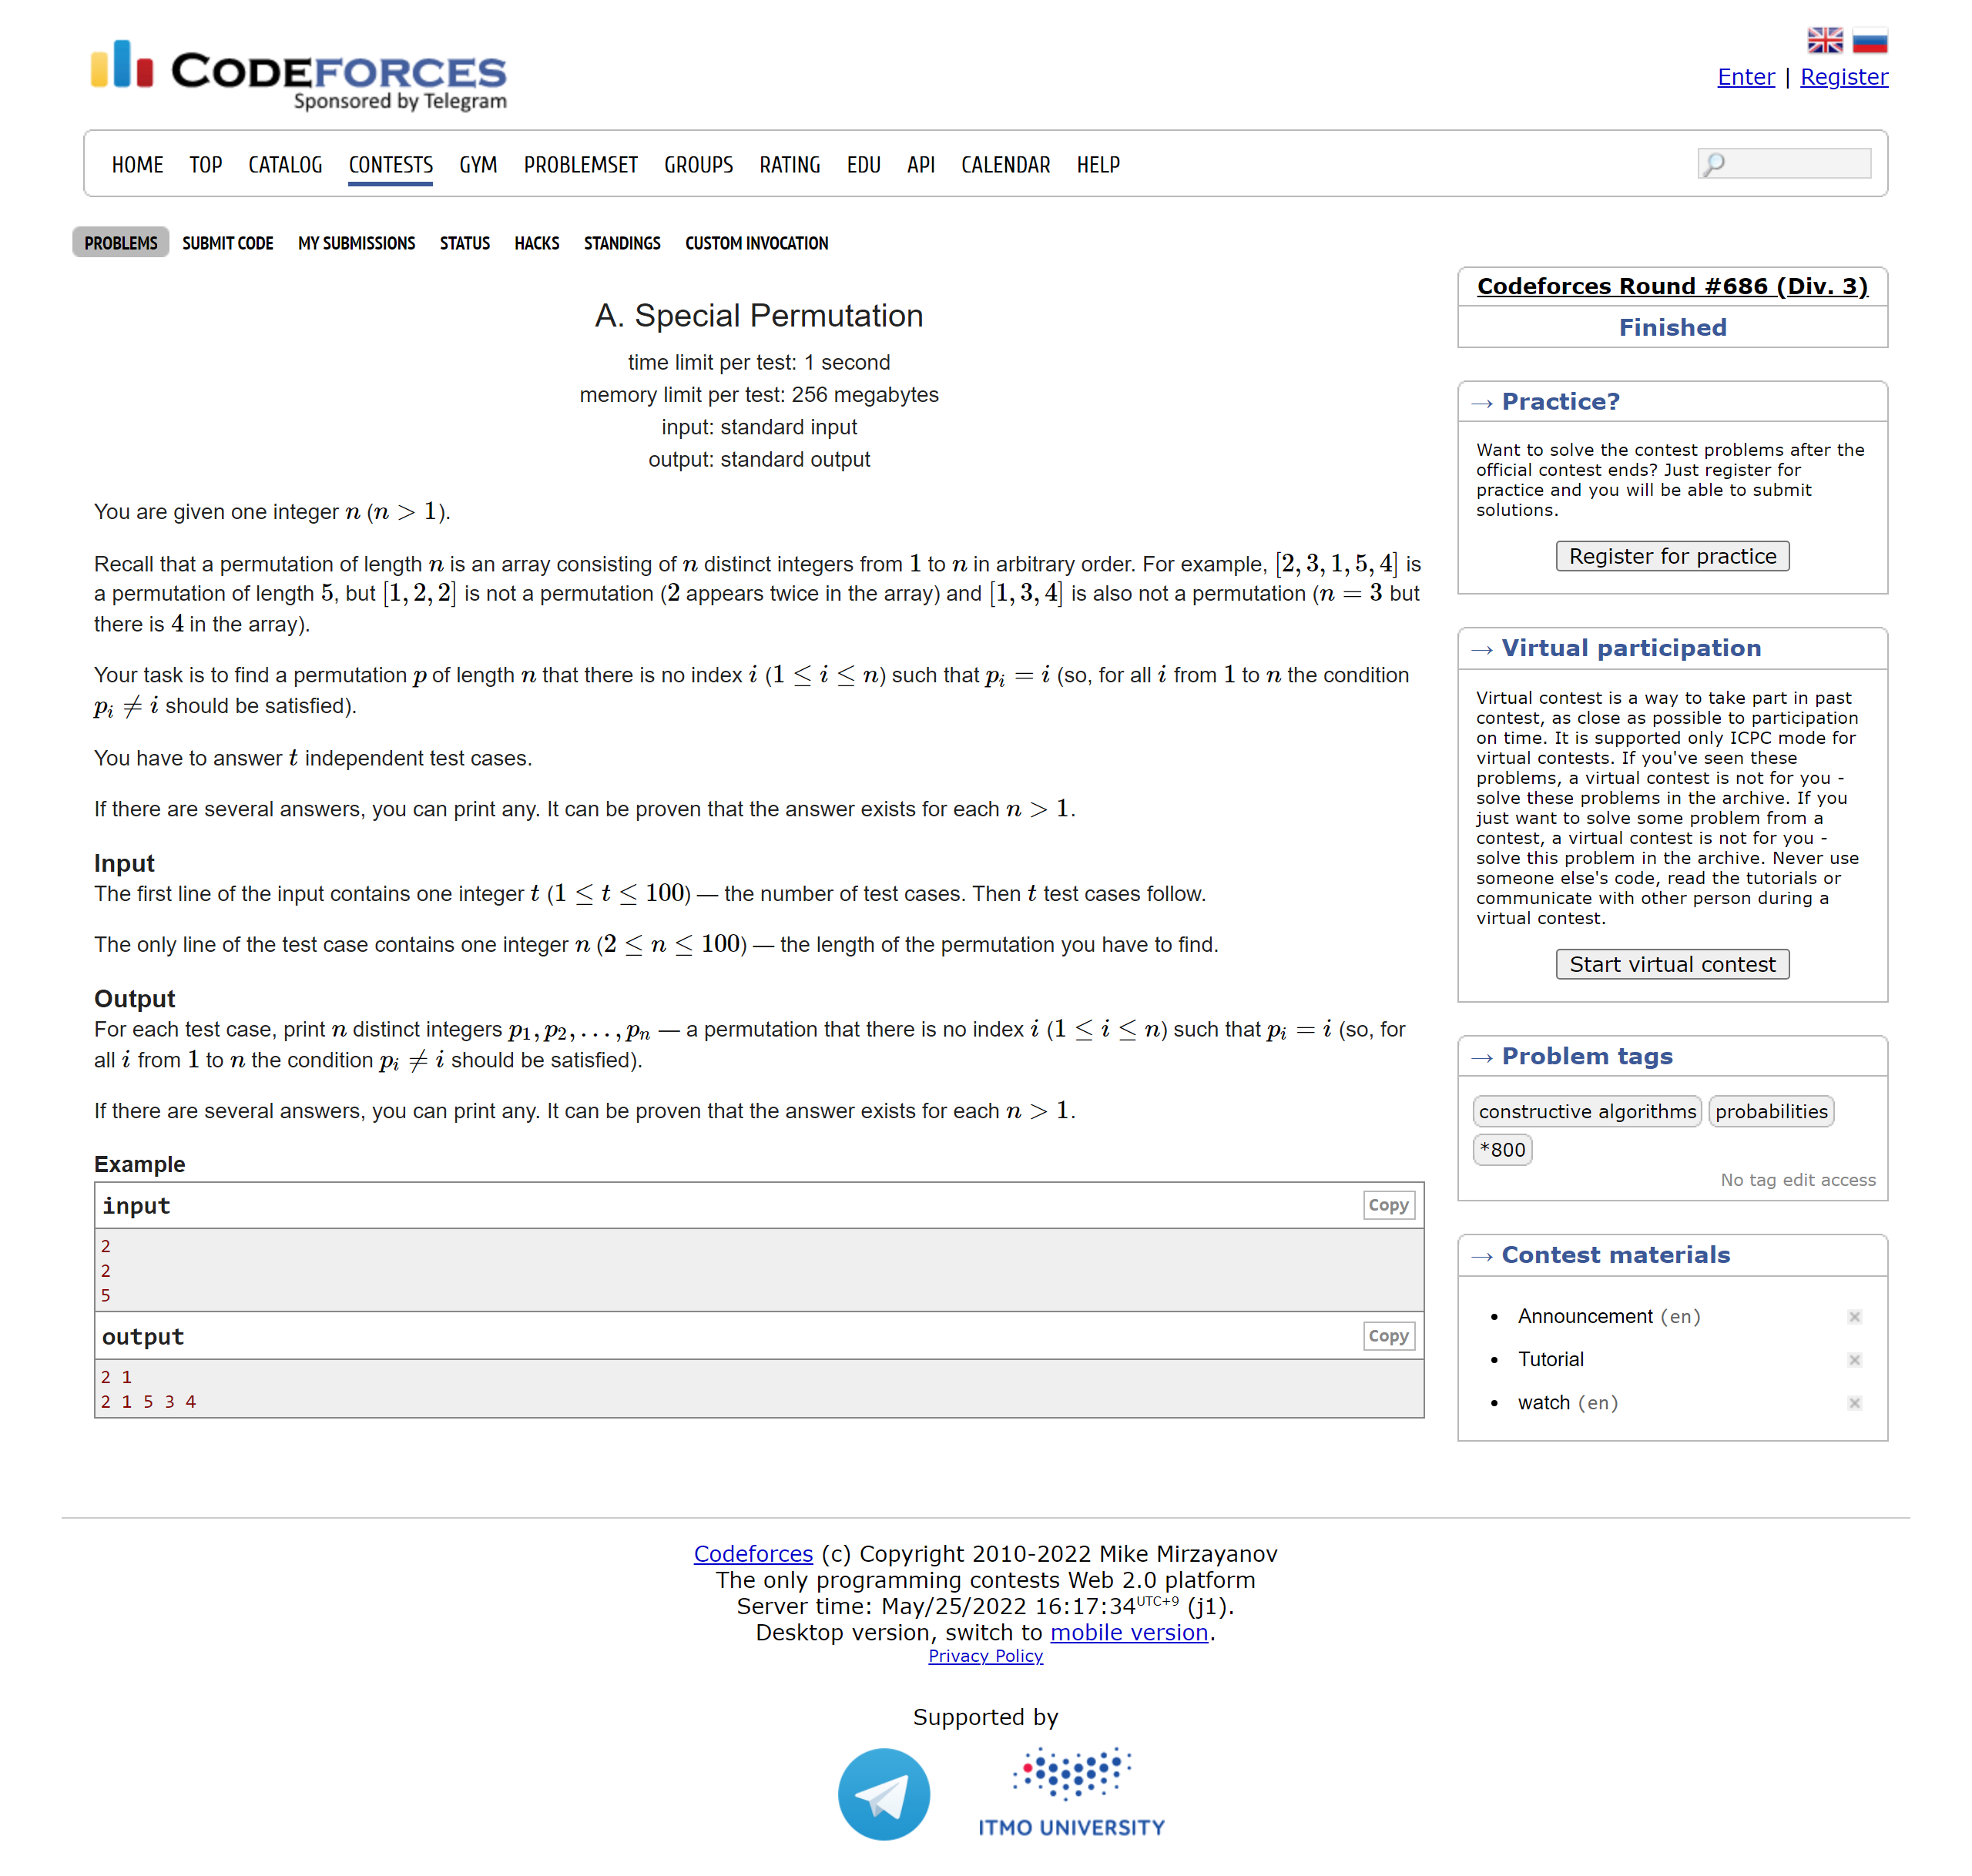 CODEFORCES
Sponsored by Telegram
Enter | Register
HOME TOP CATALOG CONTESTS GYM PROBLEMSET GROUPS RATING EDU API CALENDAR HELP
PROBLEMS SUBMIT CODE MY SUBMISSIONS STATUS HACKS STANDINGS CUSTOM INVOCATION
A. Special Permutation
time limit per test: 1 second
memory limit per test: 256 megabytes
input: standard input
output: standard output
You are given one integer n (n > 1).
Recall that a permutation of length n is an array consisting of n distinct integers from 1 to n in arbitrary order. For example, [2, 3, 1, 5, 4] is
a permutation of length 5, but [1, 2, 2] is not a permutation (2 appears twice in the array) and [1, 3, 4] is also not a permutation (n = 3 but
there is 4 in the array).
Your task is to find a permutation p of length n that there is no index i (1 ≤ i ≤ n) such that pᵢ = i (so, for all i from 1 to n the condition
pᵢ ≠ i should be satisfied).
You have to answer t independent test cases.
If there are several answers, you can print any. It can be proven that the answer exists for each n > 1.
Input
The first line of the input contains one integer t (1 ≤ t ≤ 100) — the number of test cases. Then t test cases follow.
The only line of the test case contains one integer n (2 ≤ n ≤ 100) — the length of the permutation you have to find.
Output
For each test case, print n distinct integers p₁, p₂, . . . , pₙ — a permutation that there is no index i (1 ≤ i ≤ n) such that pᵢ = i (so, for
all i from 1 to n the condition pᵢ ≠ i should be satisfied).
If there are several answers, you can print any. It can be proven that the answer exists for each n > 1.
Example
input Copy
2
2
5
output Copy
2 1
2 1 5 3 4
Codeforces Round #686 (Div. 3)
Finished
→ Practice?
Want to solve the contest problems after the
official contest ends? Just register for
practice and you will be able to submit
solutions.
Register for practice
→ Virtual participation
Virtual contest is a way to take part in past
contest, as close as possible to participation
on time. It is supported only ICPC mode for
virtual contests. If you've seen these
problems, a virtual contest is not for you -
solve these problems in the archive. If you
just want to solve some problem from a
contest, a virtual contest is not for you -
solve this problem in the archive. Never use
someone else's code, read the tutorials or
communicate with other person during a
virtual contest.
Start virtual contest
→ Problem tags
constructive algorithms probabilities
*800
No tag edit access
→ Contest materials
• Announcement (en) ×
• Tutorial ×
• watch (en) ×
Codeforces (c) Copyright 2010-2022 Mike Mirzayanov
The only programming contests Web 2.0 platform
Server time: May/25/2022 16:17:34 UTC+9 (j1).
Desktop version, switch to mobile version.
Privacy Policy
Supported by
ITMO UNIVERSITY